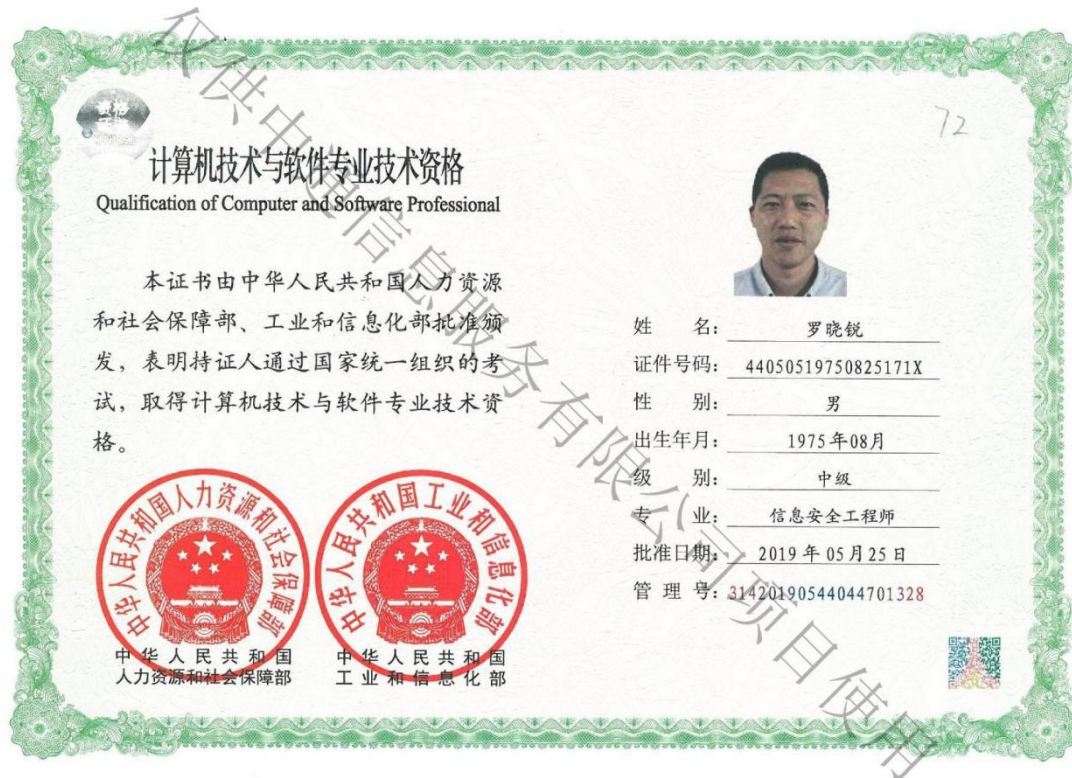 仅供中通信息服务有限公司项目使用
资格
72
计算机技术与软件专业技术资格
Qualification of Computer and Software Professional
本证书由中华人民共和国人力资源
和社会保障部、工业和信息化部批准颁
发，表明持证人通过国家统一组织的考
试，取得计算机技术与软件专业技术资
格。
中华人民共和国人力资源和社会保障部
中华人民共和国工业和信息化部
中华人民共和国
人力资源和社会保障部
中华人民共和国
工业和信息化部
姓 名：罗晓锐
证件号码：44050519750825171X
性 别：男
出生年月：1975年08月
级 别：中级
专 业：信息安全工程师
批准日期：2019年05月25日
管 理 号：31420190544044701328